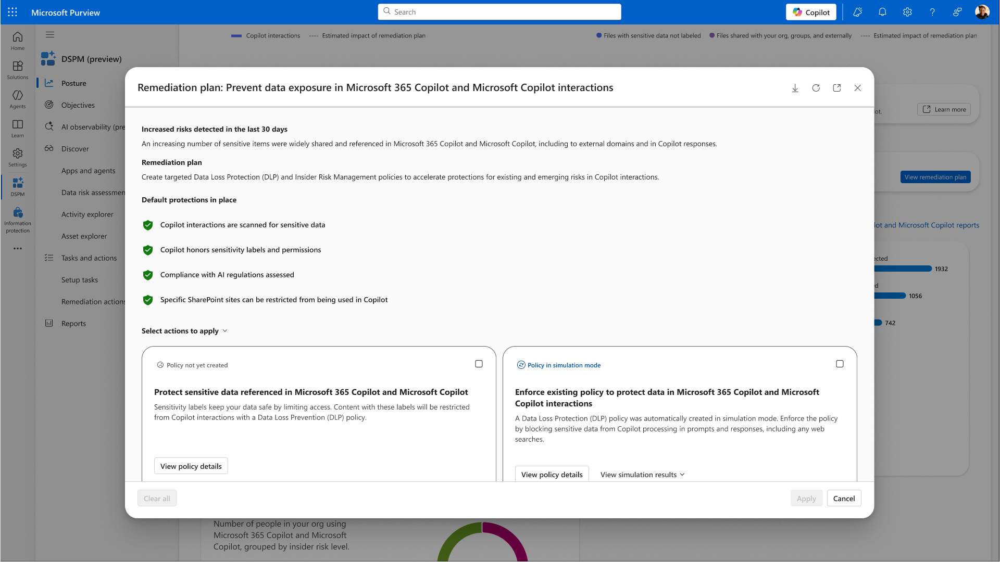 Microsoft Purview
Search
Copilot
Home
Solutions
Agents
Learn
Settings
DSPM
Information protection
DSPM (preview)
Posture
Objectives
AI observability (pre
Discover
Apps and agents
Data risk assessmen
Activity explorer
Asset explorer
Tasks and actions
Setup tasks
Remediation actions
Reports
Copilot interactions
Estimated impact of remediation plan
Files with sensitive data not labeled
Files shared with your org, groups, and externally
Estimated impact of remediation plan
ot.
Learn more
View remediation plan
lot and Microsoft Copilot reports
ected
1932
d
1056
742
Remediation plan: Prevent data exposure in Microsoft 365 Copilot and Microsoft Copilot interactions
Increased risks detected in the last 30 days
An increasing number of sensitive items were widely shared and referenced in Microsoft 365 Copilot and Microsoft Copilot, including to external domains and in Copilot responses.
Remediation plan
Create targeted Data Loss Protection (DLP) and Insider Risk Management policies to accelerate protections for existing and emerging risks in Copilot interactions.
Default protections in place
Copilot interactions are scanned for sensitive data
Copilot honors sensitivity labels and permissions
Compliance with AI regulations assessed
Specific SharePoint sites can be restricted from being used in Copilot
Select actions to apply
Policy not yet created
Protect sensitive data referenced in Microsoft 365 Copilot and Microsoft Copilot
Sensitivity labels keep your data safe by limiting access. Content with these labels will be restricted
from Copilot interactions with a Data Loss Prevention (DLP) policy.
View policy details
Policy in simulation mode
Enforce existing policy to protect data in Microsoft 365 Copilot and Microsoft
Copilot interactions
A Data Loss Protection (DLP) policy was automatically created in simulation mode. Enforce the policy
by blocking sensitive data from Copilot processing in prompts and responses, including any web
searches.
View policy details
View simulation results
Clear all
Apply
Cancel
Number of people in your org using
Microsoft 365 Copilot and Microsoft
Copilot, grouped by insider risk level.